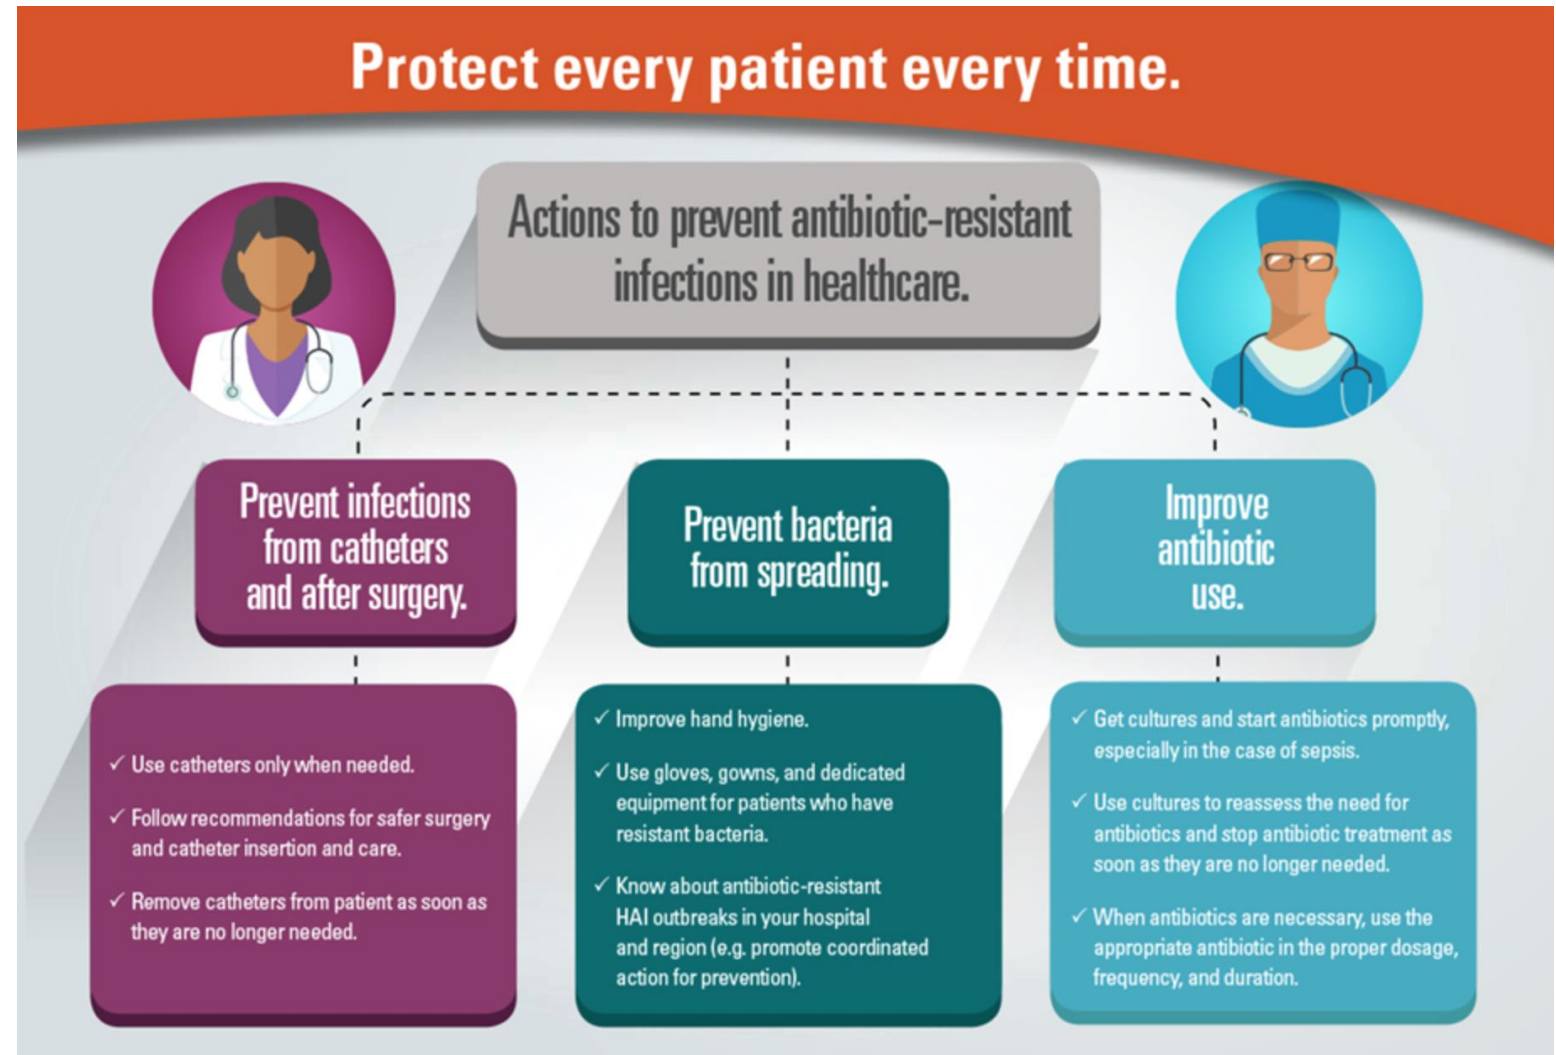 Protect every patient every time.
Actions to prevent antibiotic-resistant
infections in healthcare.
Prevent infections
from catheters
and after surgery.
✓ Use catheters only when needed.
✓ Follow recommendations for safer surgery
and catheter insertion and care.
✓ Remove catheters from patient as soon as
they are no longer needed.
Prevent bacteria
from spreading.
✓ Improve hand hygiene.
✓ Use gloves, gowns, and dedicated
equipment for patients who have
resistant bacteria.
✓ Know about antibiotic-resistant
HAI outbreaks in your hospital
and region (e.g. promote coordinated
action for prevention).
Improve
antibiotic
use.
✓ Get cultures and start antibiotics promptly,
especially in the case of sepsis.
✓ Use cultures to reassess the need for
antibiotics and stop antibiotic treatment as
soon as they are no longer needed.
✓ When antibiotics are necessary, use the
appropriate antibiotic in the proper dosage,
frequency, and duration.